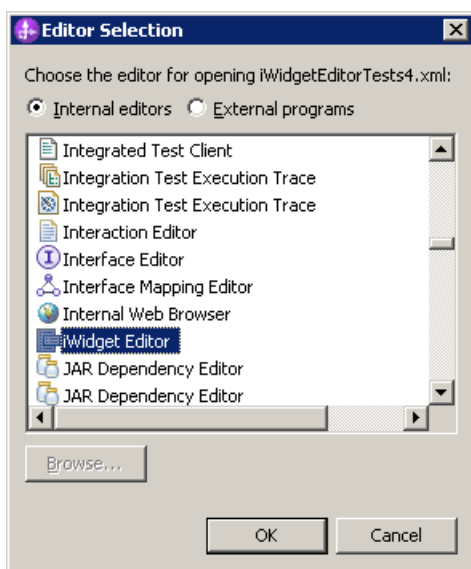 Editor Selection
Choose the editor for opening iWidgetEditorTests4.xml:
Internal editors External programs
Integrated Test Client
Integration Test Execution Trace
Integration Test Execution Trace
Interaction Editor
Interface Editor
Interface Mapping Editor
Internal Web Browser
iWidget Editor
JAR Dependency Editor
JAR Dependency Editor
Browse...
OK Cancel